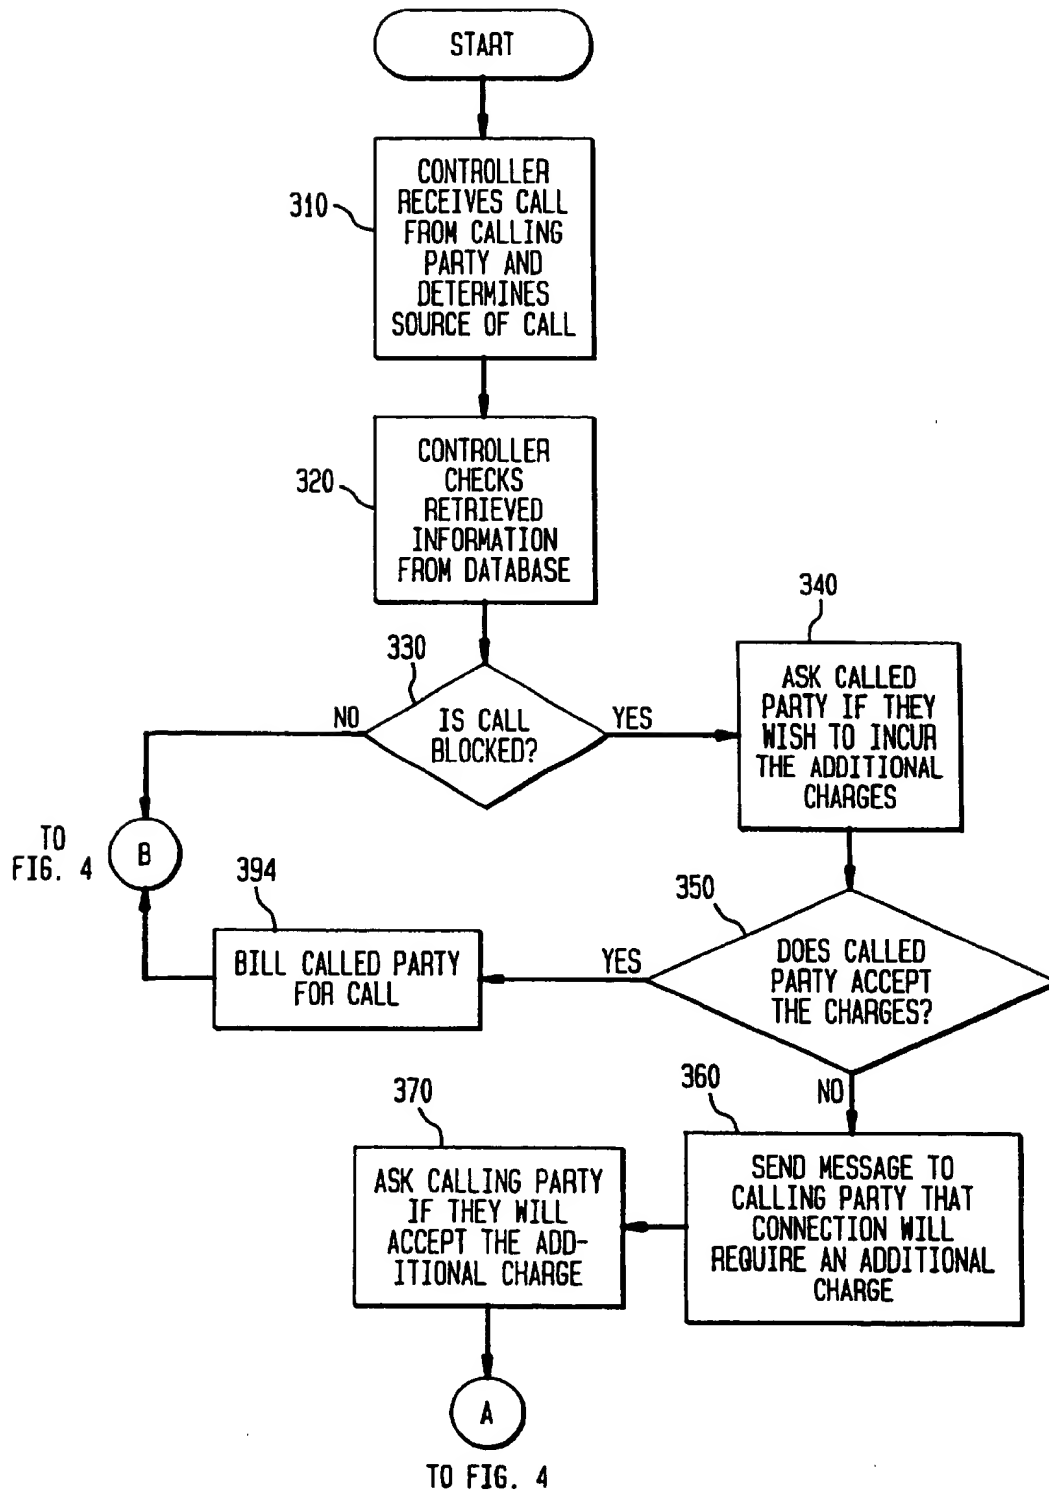 START
310
CONTROLLER
RECEIVES CALL
FROM CALLING
PARTY AND
DETERMINES
SOURCE OF CALL
320
CONTROLLER
CHECKS
RETRIEVED
INFORMATION
FROM DATABASE
330
IS CALL
BLOCKED?
NO
YES
340
ASK CALLED
PARTY IF THEY
WISH TO INCUR
THE ADDITIONAL
CHARGES
TO
FIG. 4
B
394
BILL CALLED PARTY
FOR CALL
YES
350
DOES CALLED
PARTY ACCEPT
THE CHARGES?
NO
360
SEND MESSAGE TO
CALLING PARTY THAT
CONNECTION WILL
REQUIRE AN ADDITIONAL
CHARGE
370
ASK CALLING PARTY
IF THEY WILL
ACCEPT THE ADD-
ITIONAL CHARGE
A
TO FIG. 4